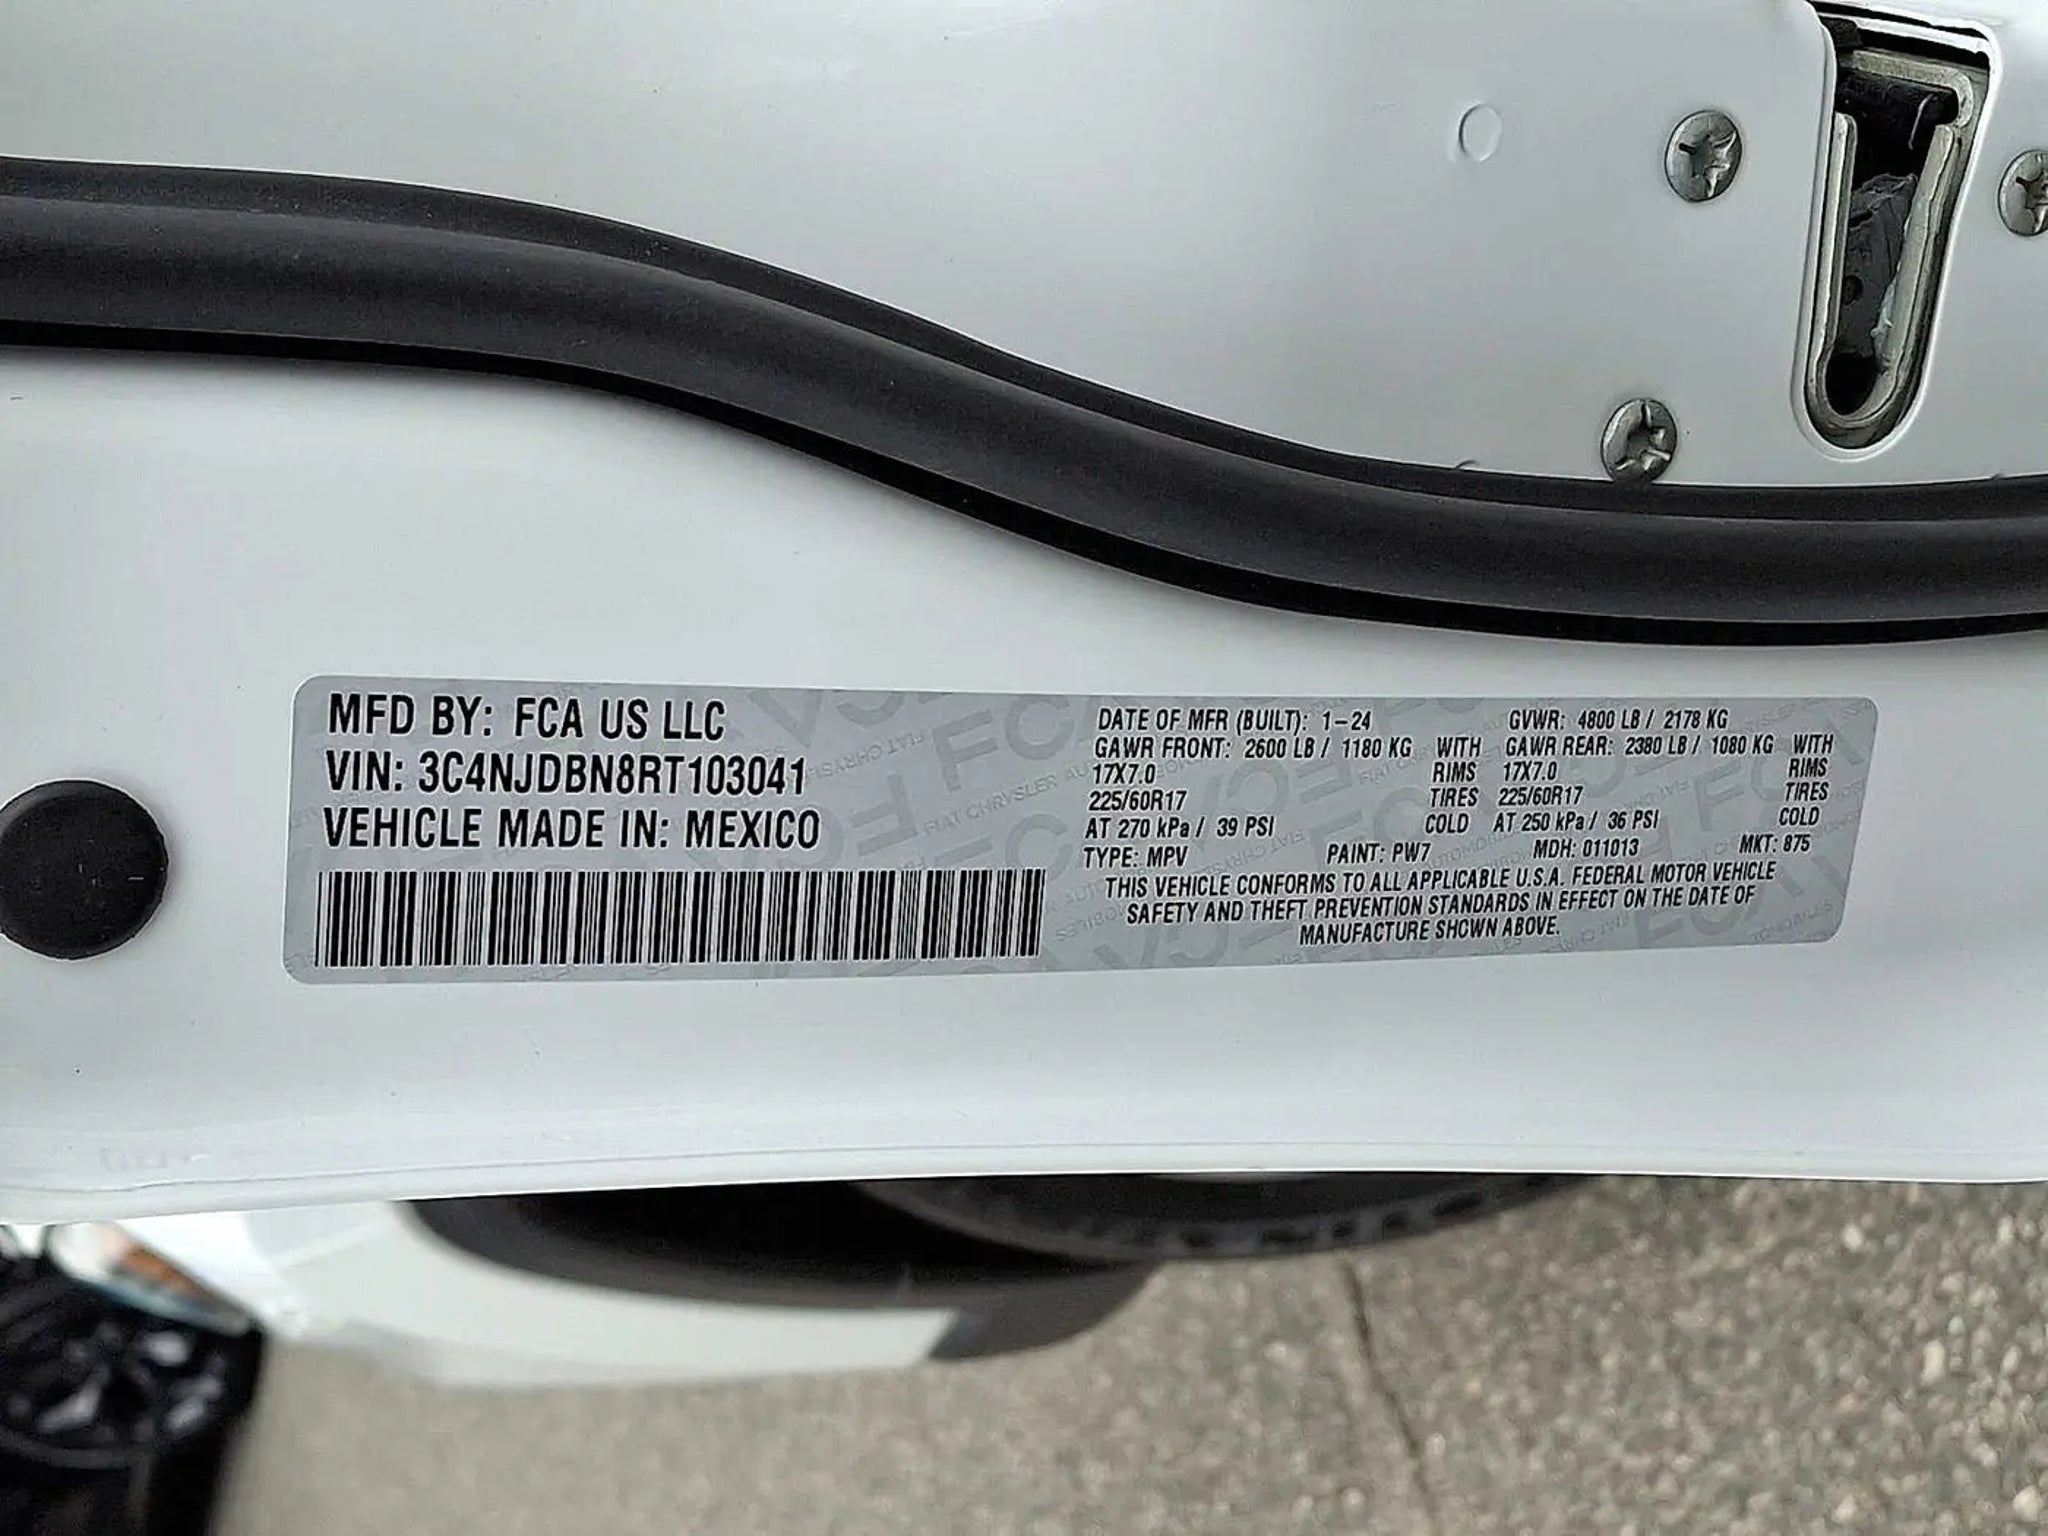 MFD BY: FCA US LLC
VIN: 3C4NJDBN8RT103041
VEHICLE MADE IN: MEXICO
DATE OF MFR (BUILT): 1-24 GVWR: 4800 LB / 2178 KG
GAWR FRONT: 2600 LB / 1180 KG WITH GAWR REAR: 2380 LB / 1080 KG WITH
17X7.0 RIMS 17X7.0 RIMS
225/60R17 TIRES 225/60R17 TIRES
AT 270 kPa / 39 PSI COLD AT 250 kPa / 36 PSI COLD
TYPE: MPV PAINT: PW7 MDH: 011013 MKT: 875
THIS VEHICLE CONFORMS TO ALL APPLICABLE U.S.A. FEDERAL MOTOR VEHICLE
SAFETY AND THEFT PREVENTION STANDARDS IN EFFECT ON THE DATE OF
MANUFACTURE SHOWN ABOVE.